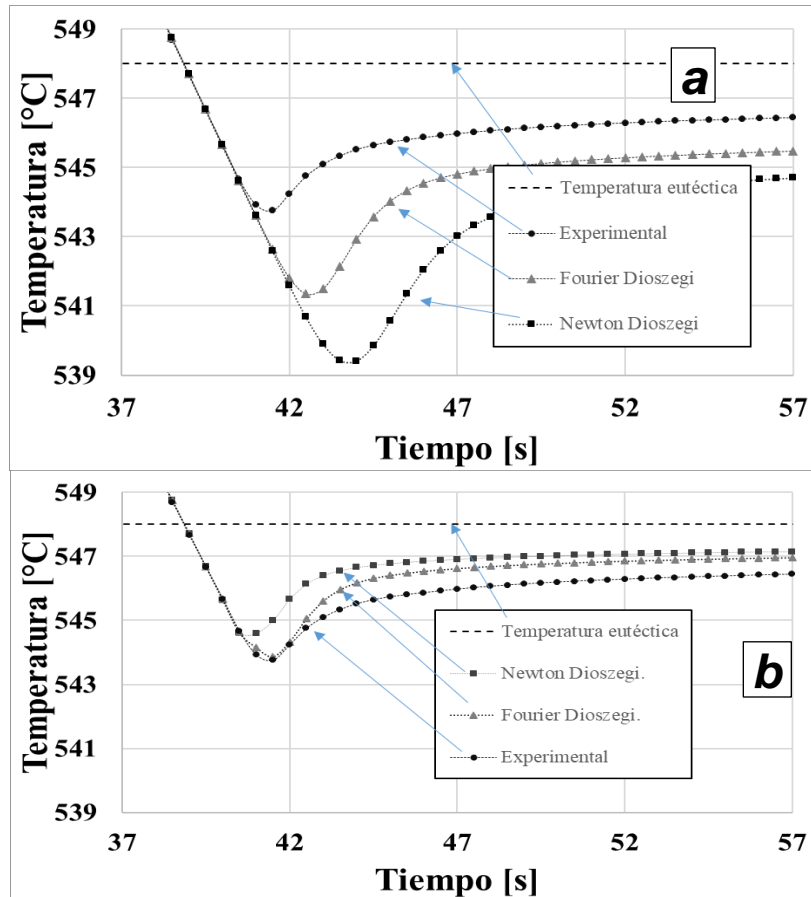 549
547
545
543
541
539
Temperatura [°C]
a
Temperatura eutéctica
Experimental
Fourier Dioszegi
Newton Dioszegi
37
42
47
52
57
Tiempo [s]
549
547
545
543
541
539
Temperatura [°C]
Temperatura eutéctica
Newton Dioszegi.
Fourier Dioszegi.
Experimental
b
37
42
47
52
57
Tiempo [s]